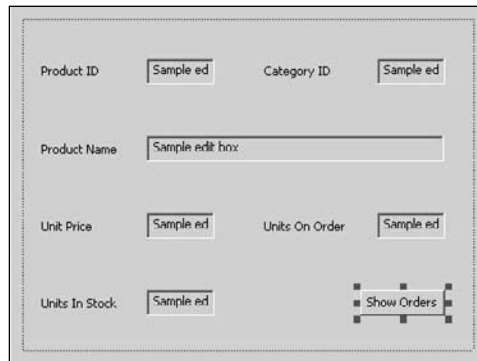 Product ID Sample ed Category ID Sample ed
Product Name Sample edit box
Unit Price Sample ed Units On Order Sample ed
Units In Stock Sample ed Show Orders